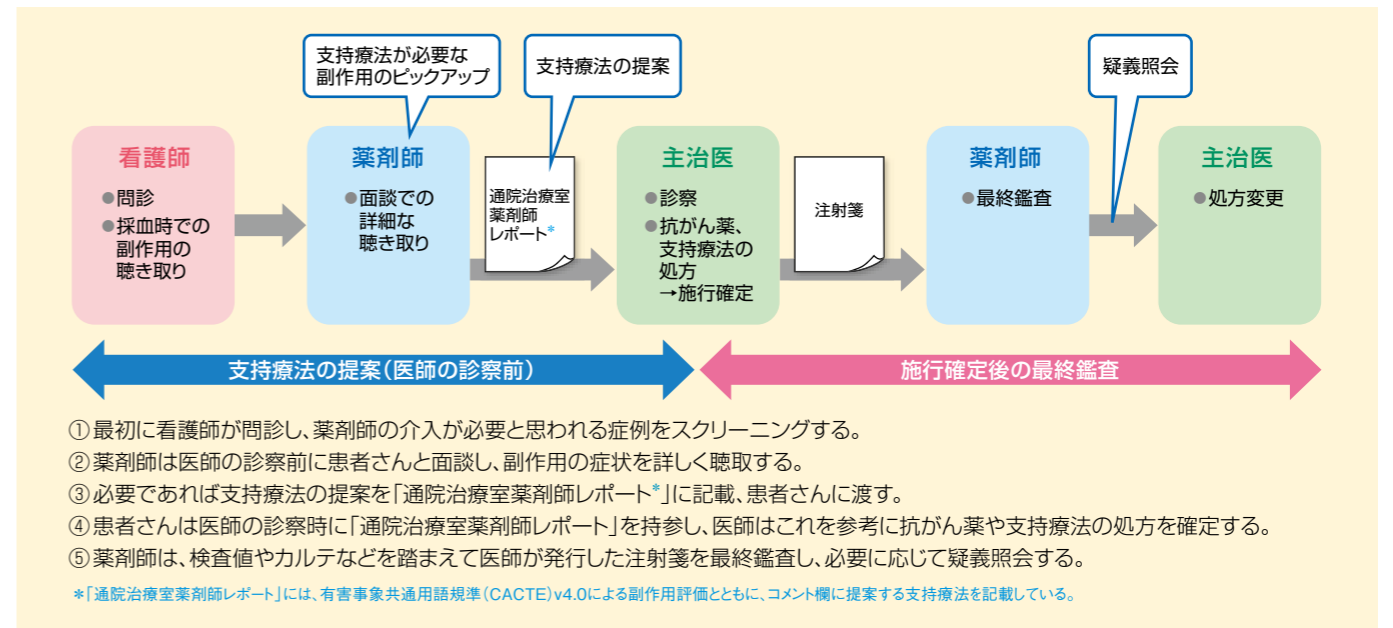 支持療法が必要な
副作用のピックアップ
支持療法の提案
疑義照会
看護師
●問診
●採血時での
副作用の
聴き取り
薬剤師
●面談での
詳細な
聴き取り
通院治療室
薬剤師
レポート*
主治医
●診察
●抗がん薬、
支持療法の
処方
→施行確定
注射箋
薬剤師
●最終鑑査
主治医
●処方変更
支持療法の提案(医師の診察前)
施行確定後の最終鑑査
①最初に看護師が問診し、薬剤師の介入が必要と思われる症例をスクリーニングする。
②薬剤師は医師の診察前に患者さんと面談し、副作用の症状を詳しく聴取する。
③必要であれば支持療法の提案を「通院治療室薬剤師レポート*」に記載、患者さんに渡す。
④患者さんは医師の診察時に「通院治療室薬剤師レポート」を持参し、医師はこれを参考に抗がん薬や支持療法の処方を確定する。
⑤薬剤師は、検査値やカルテなどを踏まえて医師が発行した注射箋を最終鑑査し、必要に応じて疑義照会する。
*「通院治療室薬剤師レポート」には、有害事象共通用語規準(CACTE)v4.0による副作用評価とともに、コメント欄に提案する支持療法を記載している。